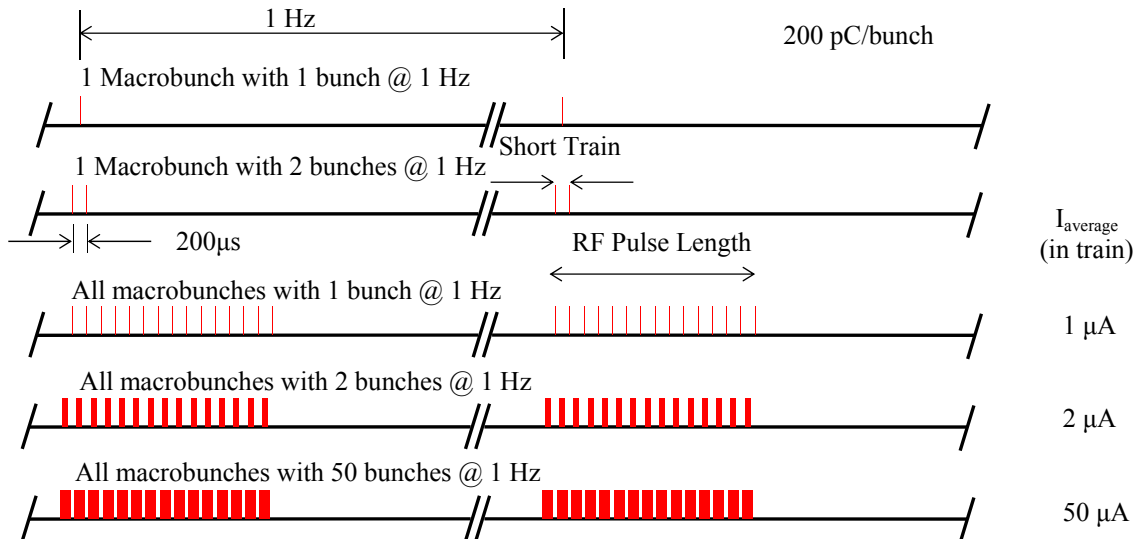 1 Hz
200 pC/bunch
1 Macrobunch with 1 bunch @ 1 Hz
Short Train
1 Macrobunch with 2 bunches @ 1 Hz
200μs
RF Pulse Length
I average
(in train)
All macrobunches with 1 bunch @ 1 Hz
1 μA
All macrobunches with 2 bunches @ 1 Hz
2 μA
All macrobunches with 50 bunches @ 1 Hz
50 μA